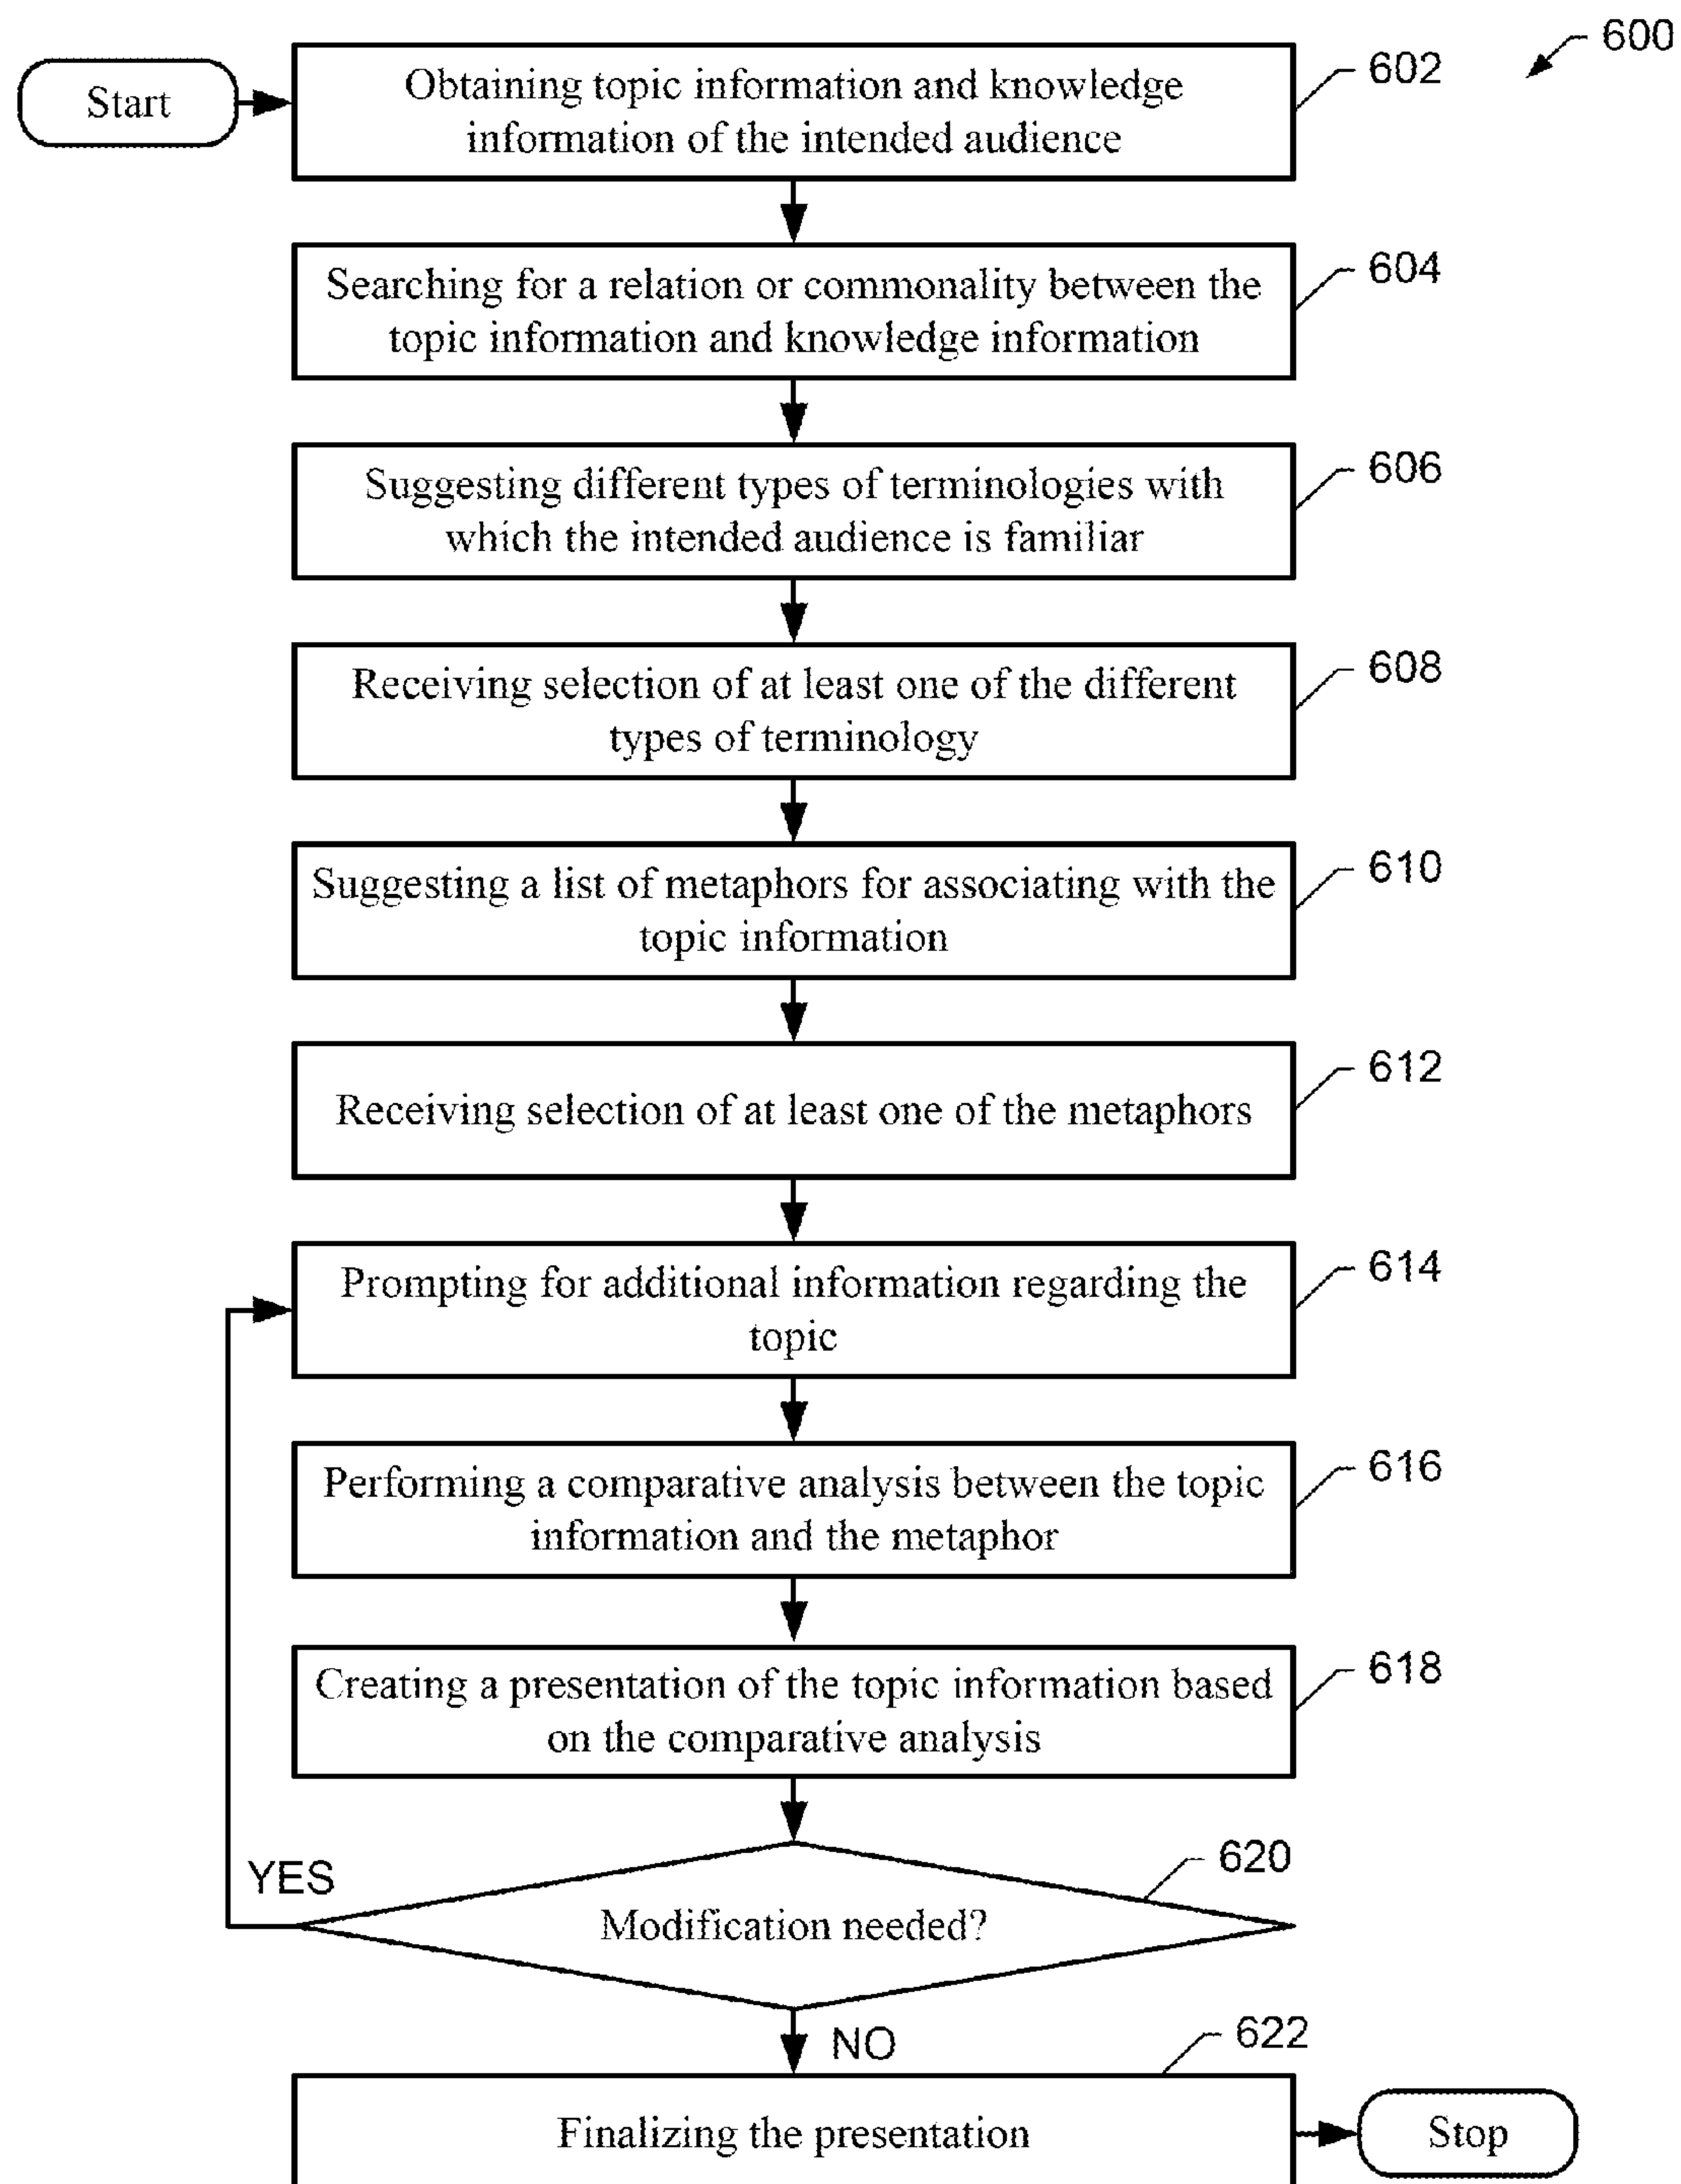 600
Start
Obtaining topic information and knowledge
information of the intended audience
602
Searching for a relation or commonality between the
topic information and knowledge information
604
Suggesting different types of terminologies with
which the intended audience is familiar
606
Receiving selection of at least one of the different
types of terminology
608
Suggesting a list of metaphors for associating with the
topic information
610
Receiving selection of at least one of the metaphors
612
Prompting for additional information regarding the
topic
614
Performing a comparative analysis between the topic
information and the metaphor
616
Creating a presentation of the topic information based
on the comparative analysis
618
YES
Modification needed?
620
NO
622
Finalizing the presentation
Stop